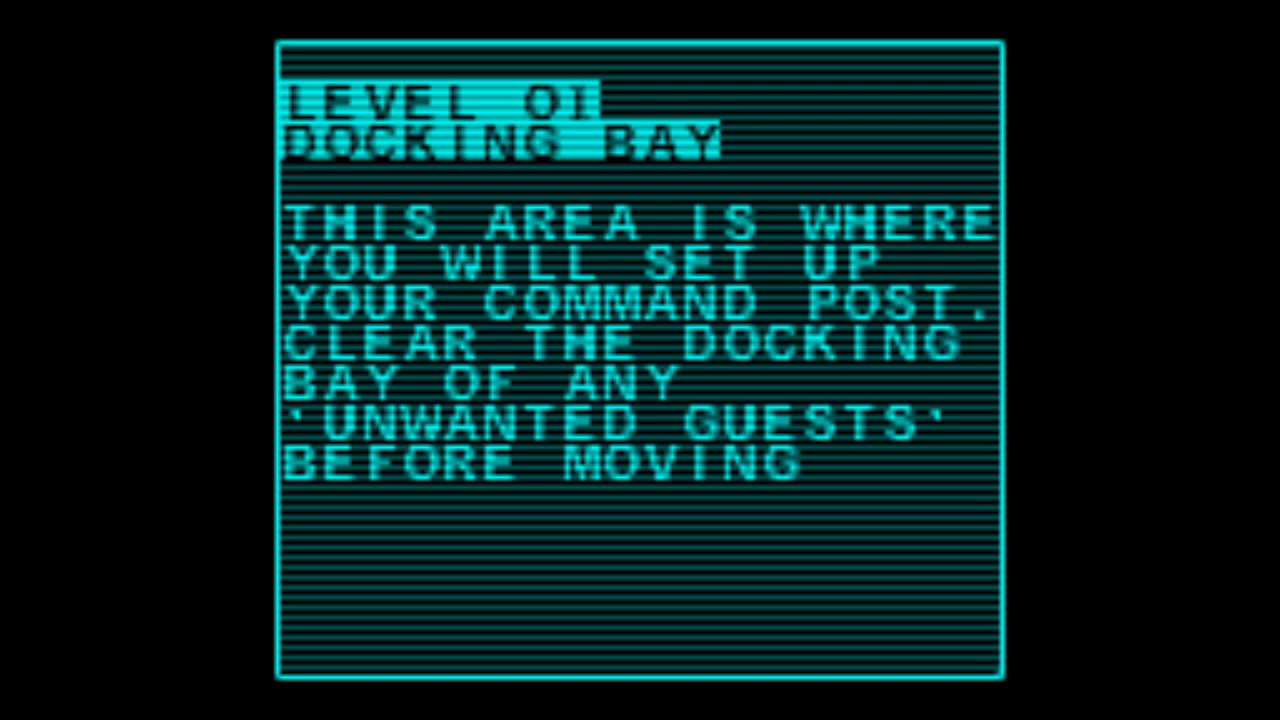 LEVEL 01
DOCKING BAY
THIS AREA IS WHERE
YOU WILL SET UP
YOUR COMMAND POST.
CLEAR THE DOCKING
BAY OF ANY
'UNWANTED GUESTS'
BEFORE MOVING